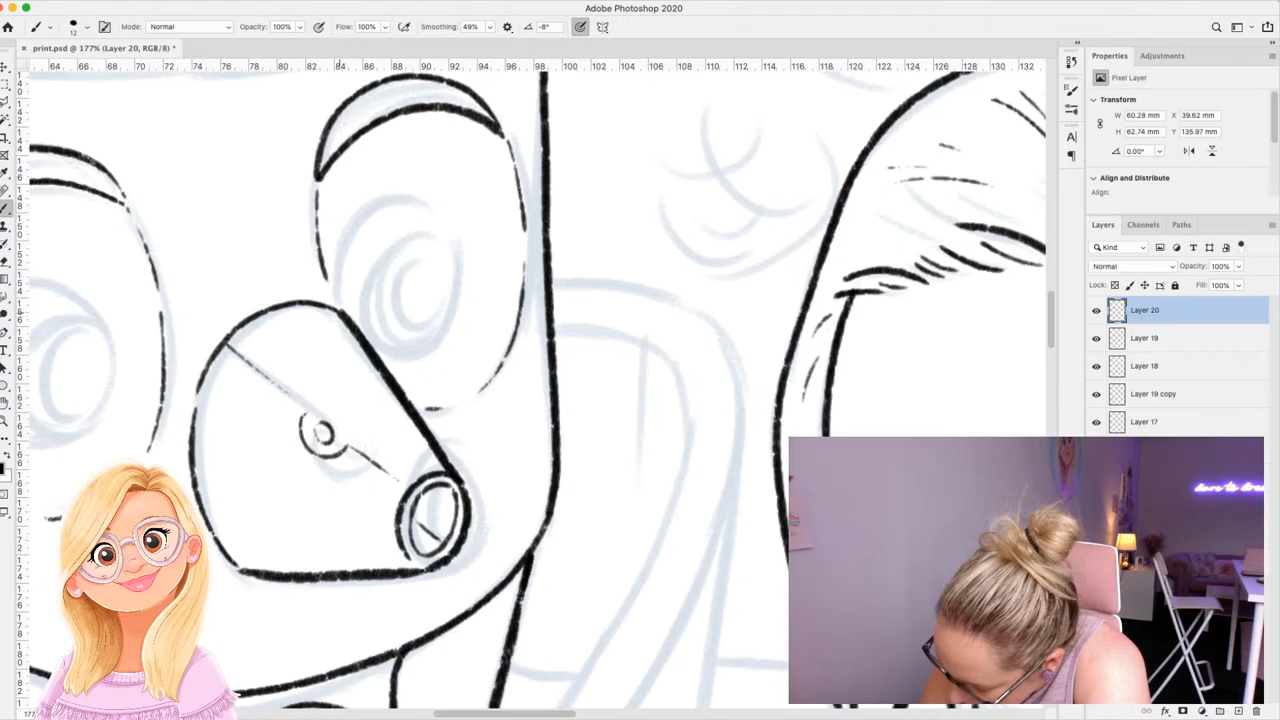 Adobe Photoshop 2020
12 Mode: Normal Opacity: 100% Flow: 100% Smoothing: 49% -8°
print.psd @ 177% (Layer 20, RGB/8) *
64 66 68 70 72 74 76 78 80 82 84 86 88 90 92 94 96 98 100 102 104 106 108 110 112 114 116 118 120 122 124 126 128 130 132
Properties Adjustments
Pixel Layer
Transform
W 60.28 mm X 39.62 mm
H 62.74 mm Y 135.97 mm
0.00°
Align and Distribute
Align:
Layers Channels Paths
Kind
Normal Opacity: 100%
Lock: Fill: 100%
Layer 20
Layer 19
Layer 18
Layer 19 copy
Layer 17